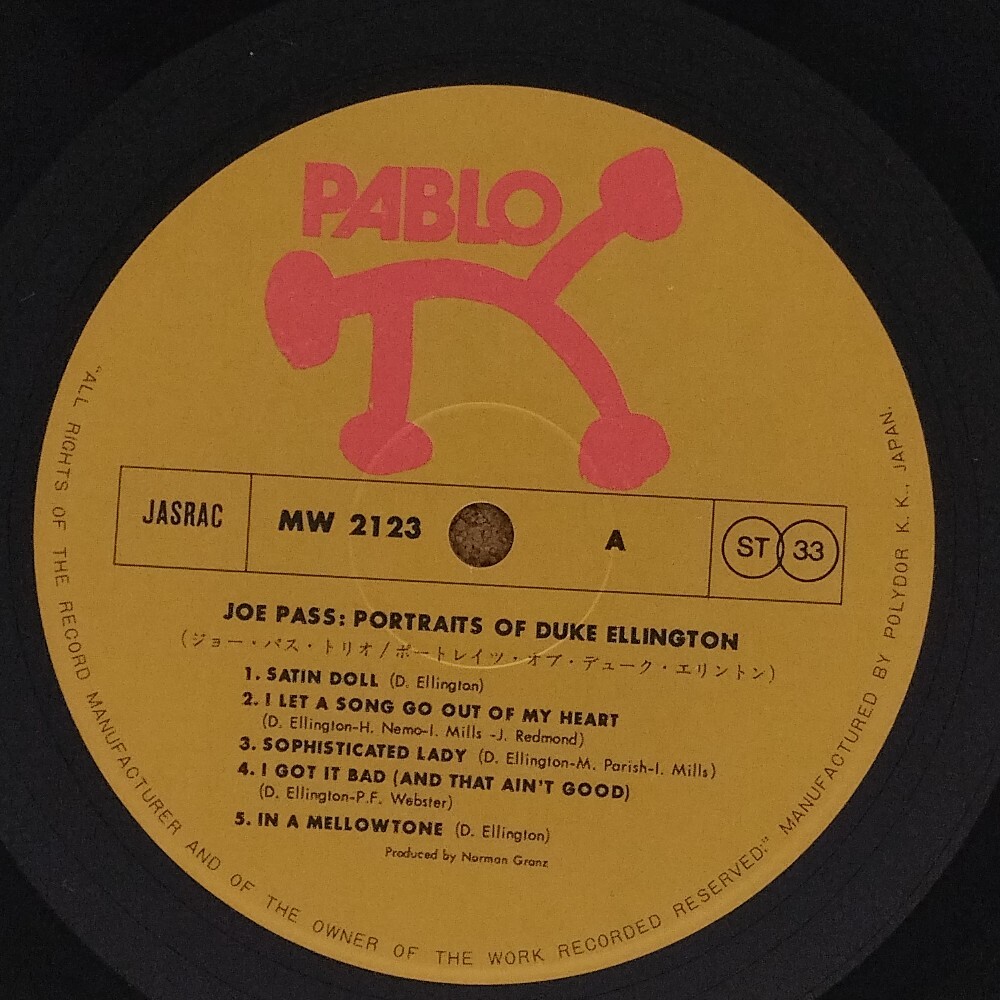 PABLO
JASRAC
MW 2123
A
ST 33
JOE PASS: PORTRAITS OF DUKE ELLINGTON
(ジョー・パス・トリオ/ポートレイツ・オブ・デューク・エリントン)
1. SATIN DOLL (D. Ellington)
2. I LET A SONG GO OUT OF MY HEART
(D. Ellington-H. Nemo-I. Mills -J. Redmond)
3. SOPHISTICATED LADY (D. Ellington-M. Parish-I. Mills)
4. I GOT IT BAD (AND THAT AIN'T GOOD)
(D. Ellington-P.F. Webster)
5. IN A MELLOWTONE (D. Ellington)
Produced by Norman Granz
"ALL RIGHTS OF THE RECORD MANUFACTURER AND OF THE OWNER OF THE WORK RECORDED RESERVED;" MANUFACTURED BY POLYDOR K. K., JAPAN.